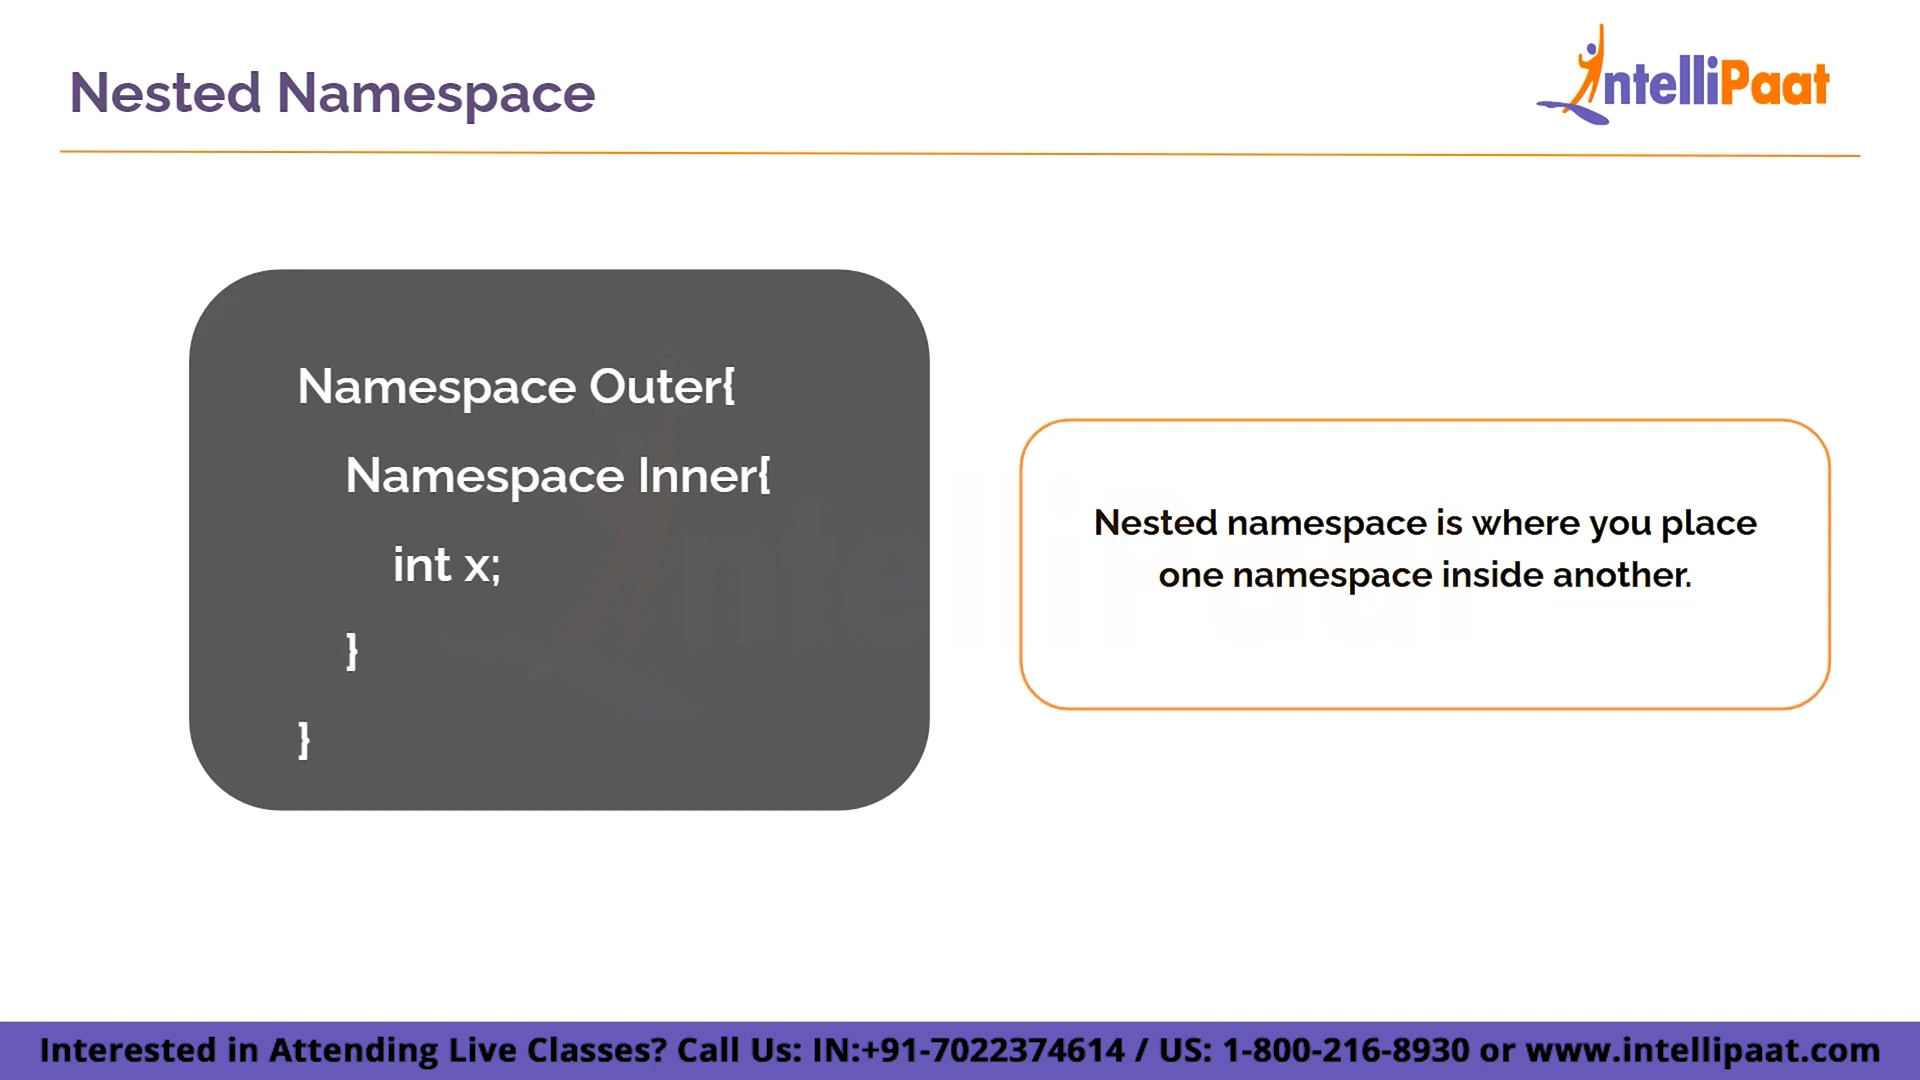 Nested Namespace
IntelliPaat
Namespace Outer{
Namespace Inner{
int x;
}
}
Nested namespace is where you place
one namespace inside another.
Interested in Attending Live Classes? Call Us: IN:+91-7022374614 / US: 1-800-216-8930 or www.intellipaat.com